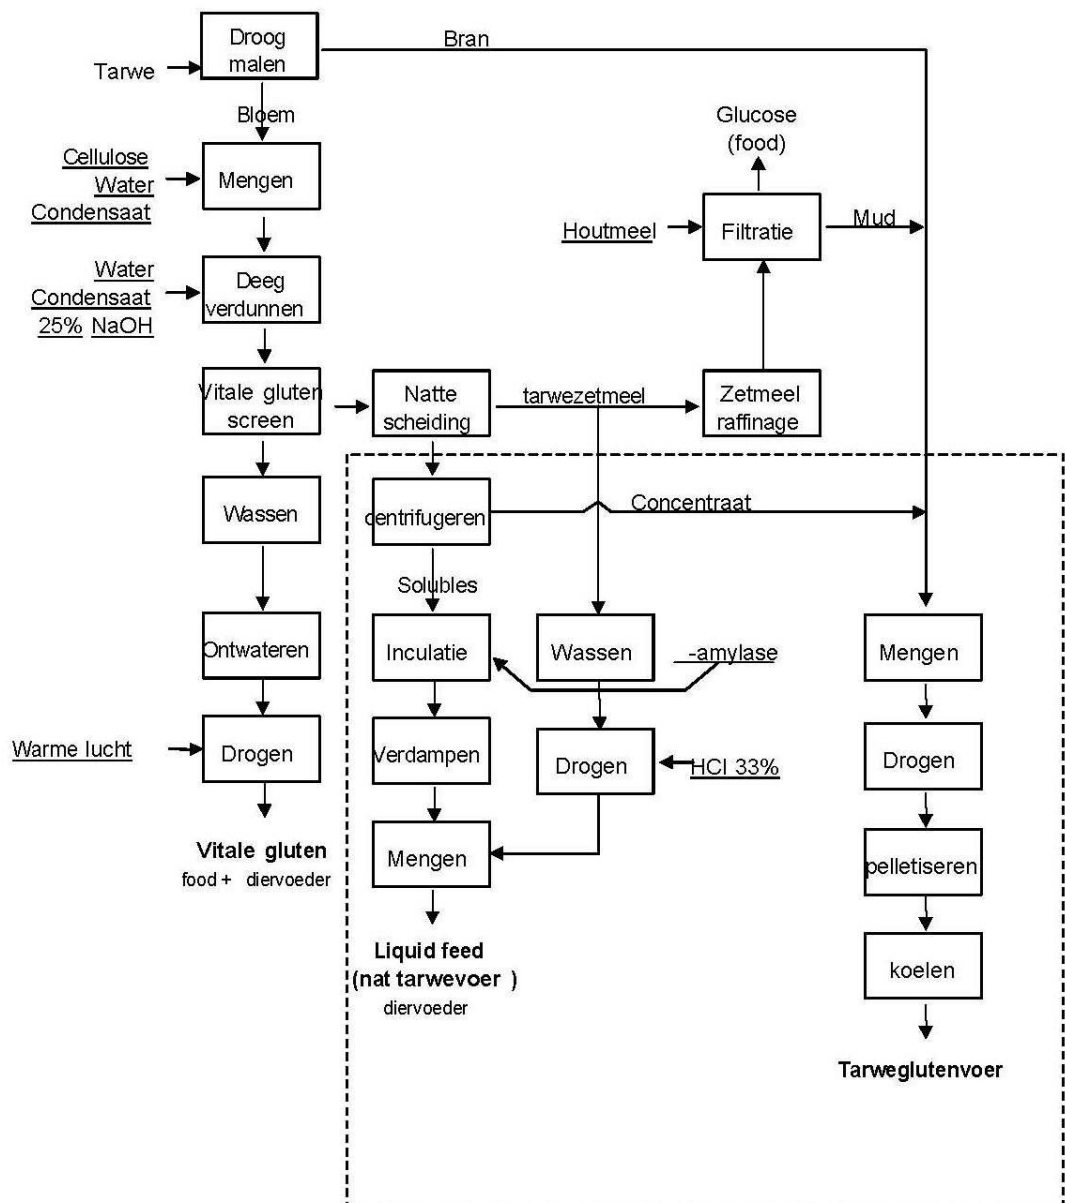 Droog
malen
Bran
Tarwe
Bloem
Glucose
(food)
Cellulose
Water
Condensaat
Mengen
Houtmeel
Filtratie
Mud
Water
Condensaat
25% NaOH
Deeg
verdunnen
Vitale gluten
screen
Natte
scheiding
tarwezetmeel
Zetmeel
raffinage
Wassen
centrifugeren
Concentraat
Solubles
Ontwateren
Inculatie
Wassen
-amylase
Mengen
Warme lucht
Drogen
Verdampen
Drogen
HCl 33%
Drogen
Vitale gluten
food + diervoeder
Mengen
pelletiseren
Liquid feed
(nat tarwevoer )
diervoeder
koelen
Tarweglutenvoer